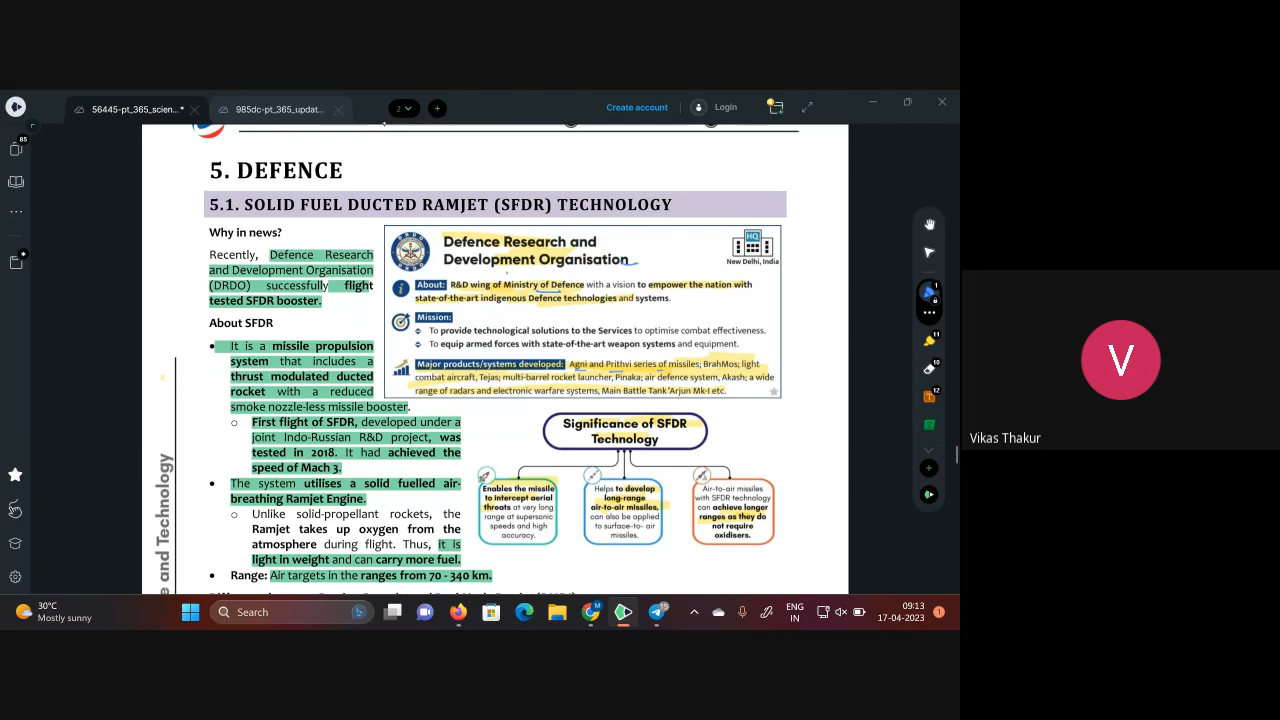 56445-pt_365_scien...*
985dc-pt_365_updat...
2
Create account
Login
85
5. DEFENCE
5.1. SOLID FUEL DUCTED RAMJET (SFDR) TECHNOLOGY
Why in news?
Recently, Defence Research
and Development Organisation
(DRDO) successfully flight
tested SFDR booster.
About SFDR
• It is a missile propulsion
system that includes a
thrust modulated ducted
rocket with a reduced
smoke nozzle-less missile booster.
o First flight of SFDR, developed under a
joint Indo-Russian R&D project, was
tested in 2018. It had achieved the
speed of Mach 3.
• The system utilises a solid fuelled air-
breathing Ramjet Engine.
o Unlike solid-propellant rockets, the
Ramjet takes up oxygen from the
atmosphere during flight. Thus, it is
light in weight and can carry more fuel.
• Range: Air targets in the ranges from 70 - 340 km.
Defence Research and
Development Organisation
HQ
New Delhi, India
About: R&D wing of Ministry of Defence with a vision to empower the nation with
state-of-the-art indigenous Defence technologies and systems.
Mission:
To provide technological solutions to the Services to optimise combat effectiveness.
To equip armed forces with state-of-the-art weapon systems and equipment.
Major products/systems developed: Agni and Prithvi series of missiles; BrahMos; light
combat aircraft, Tejas; multi-barrel rocket launcher, Pinaka; air defence system, Akash; a wide
range of radars and electronic warfare systems, Main Battle Tank 'Arjun Mk-I etc.
Significance of SFDR
Technology
Enables the missile
to intercept aerial
threats at very long
range at supersonic
speeds and high
accuracy.
Helps to develop
long-range
air-to-air missiles,
can also be applied
to surface-to- air
missiles.
Air-to-air missiles
with SFDR technology
can achieve longer
ranges as they do
not require
oxidisers.
e and Technology
1
11
10
12
V
Vikas Thakur
30°C
Mostly sunny
Search
15
ENG
IN
09:13
17-04-2023
1